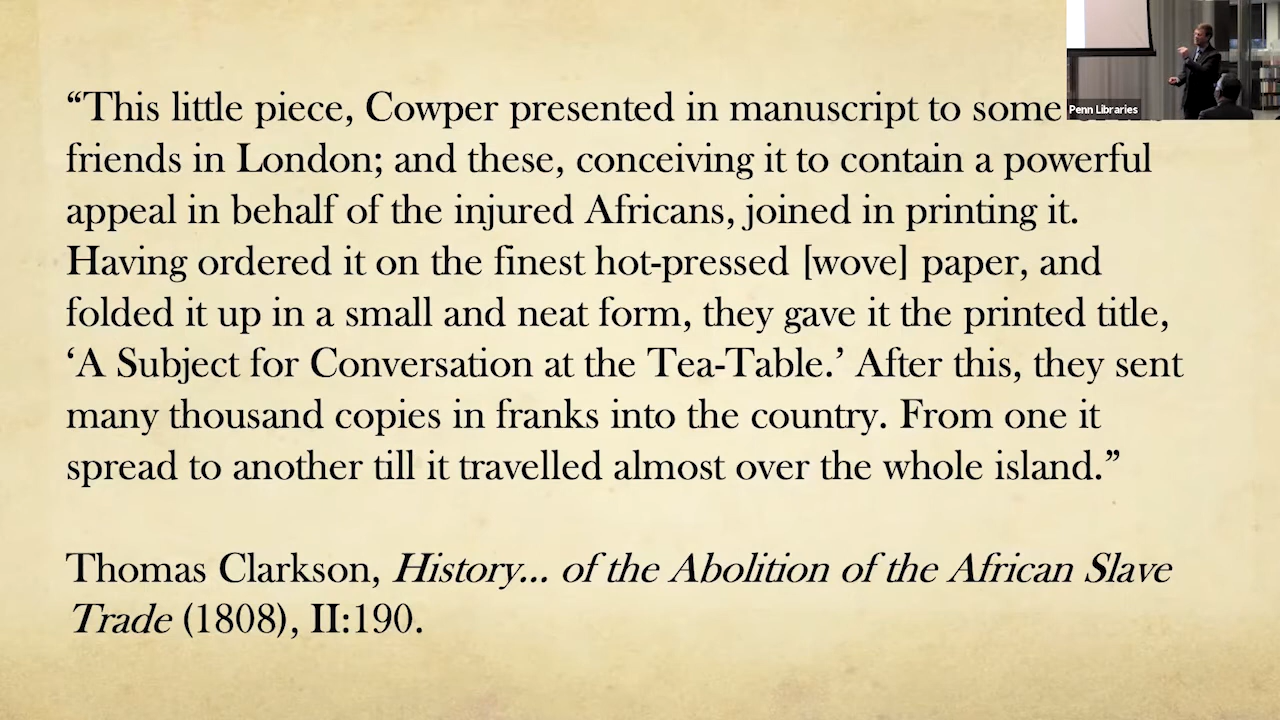 “This little piece, Cowper presented in manuscript to some
Penn Libraries
friends in London; and these, conceiving it to contain a powerful
appeal in behalf of the injured Africans, joined in printing it.
Having ordered it on the finest hot-pressed [wove] paper, and
folded it up in a small and neat form, they gave it the printed title,
‘A Subject for Conversation at the Tea-Table.’ After this, they sent
many thousand copies in franks into the country. From one it
spread to another till it travelled almost over the whole island.”
Thomas Clarkson, History... of the Abolition of the African Slave
Trade (1808), II:190.